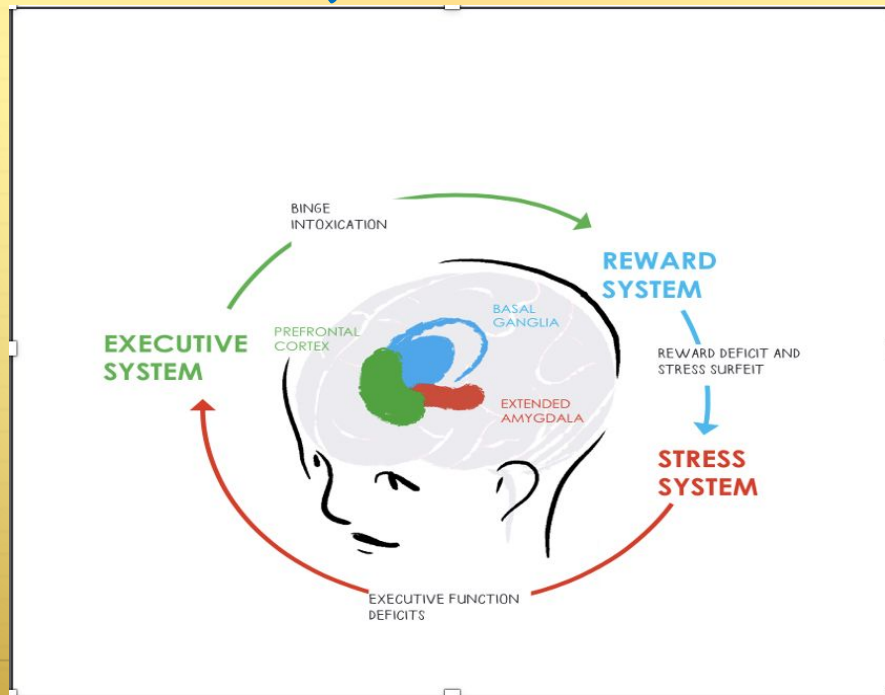 BINGE
INTOXICATION
REWARD
SYSTEM
BASAL
GANGLIA
PREFRONTAL
CORTEX
EXECUTIVE
SYSTEM
REWARD DEFICIT AND
STRESS SURFEIT
EXTENDED
AMYGDALA
STRESS
SYSTEM
EXECUTIVE FUNCTION
DEFICITS